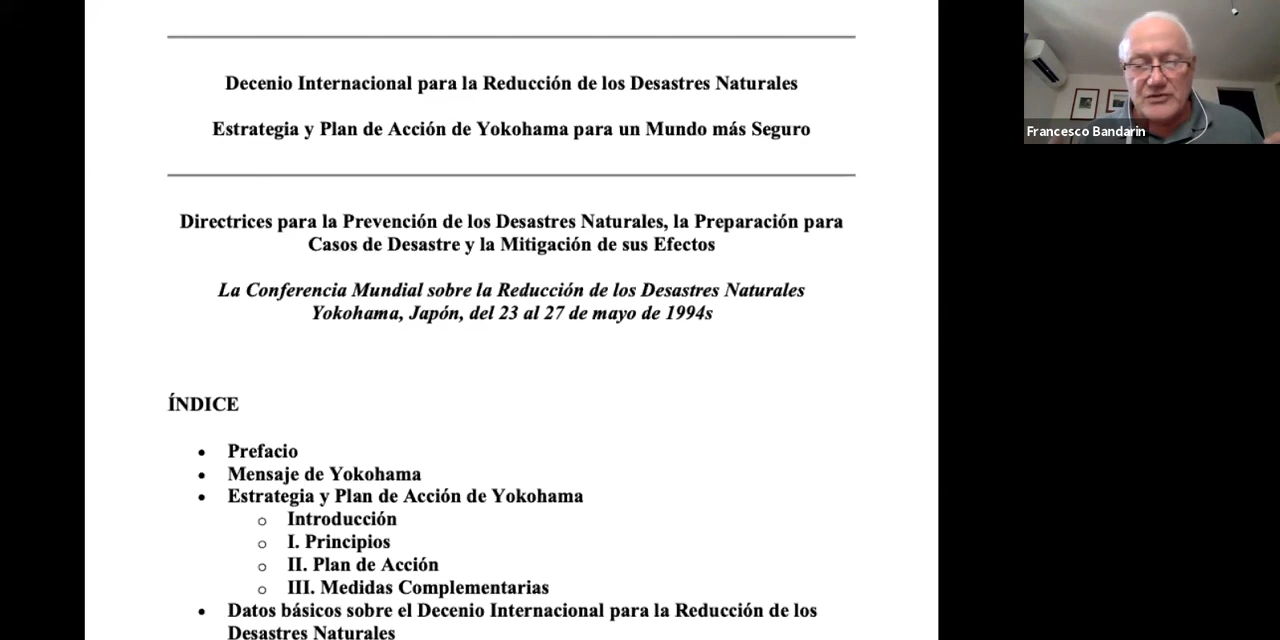 Decenio Internacional para la Reducción de los Desastres Naturales
Estrategia y Plan de Acción de Yokohama para un Mundo más Seguro
Directrices para la Prevención de los Desastres Naturales, la Preparación para
Casos de Desastre y la Mitigación de sus Efectos
La Conferencia Mundial sobre la Reducción de los Desastres Naturales
Yokohama, Japón, del 23 al 27 de mayo de 1994s
ÍNDICE
• Prefacio
• Mensaje de Yokohama
• Estrategia y Plan de Acción de Yokohama
o Introducción
o I. Principios
o II. Plan de Acción
o III. Medidas Complementarias
• Datos básicos sobre el Decenio Internacional para la Reducción de los
Desastres Naturales
Francesco Bandarin